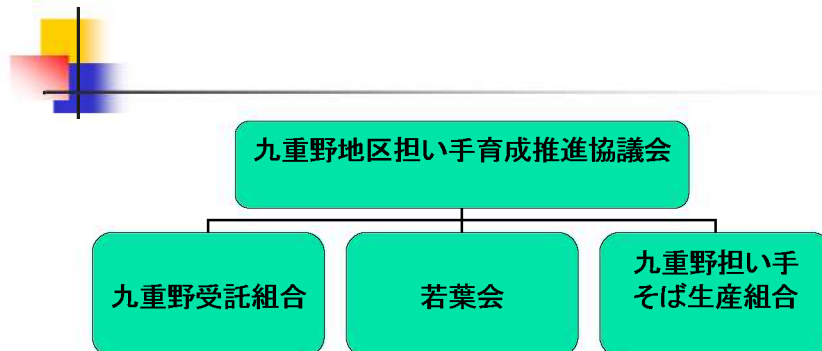 九重野地区担い手育成推進協議会
九重野受託組合
若葉会
九重野担い手
そば生産組合